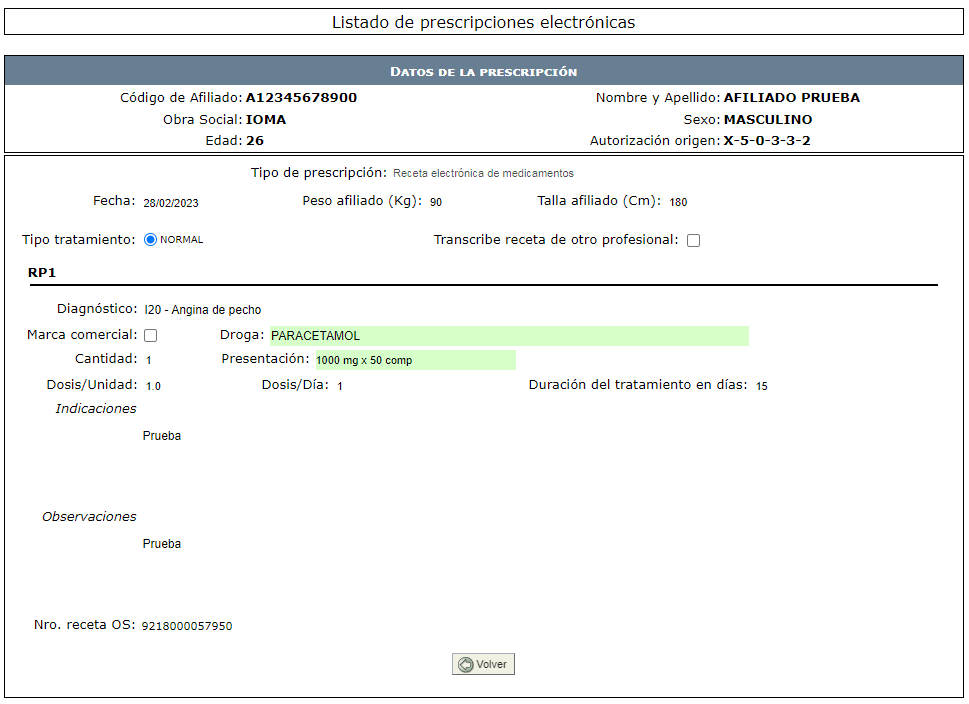 Listado de prescripciones electrónicas
DATOS DE LA PRESCRIPCIÓN
Código de Afiliado: A12345678900 Nombre y Apellido: AFILIADO PRUEBA
Obra Social: IOMA Sexo: MASCULINO
Edad: 26 Autorización origen: X-5-0-3-3-2
Tipo de prescripción: Receta electrónica de medicamentos
Fecha: 28/02/2023 Peso afiliado (Kg): 90 Talla afiliado (Cm): 180
Tipo tratamiento: NORMAL Transcribe receta de otro profesional:
RP1
Diagnóstico: I20 - Angina de pecho
Marca comercial: Droga: PARACETAMOL
Cantidad: 1 Presentación: 1000 mg x 50 comp
Dosis/Unidad: 1.0 Dosis/Día: 1 Duración del tratamiento en días: 15
Indicaciones
Prueba
Observaciones
Prueba
Nro. receta OS: 9218000057950
Volver